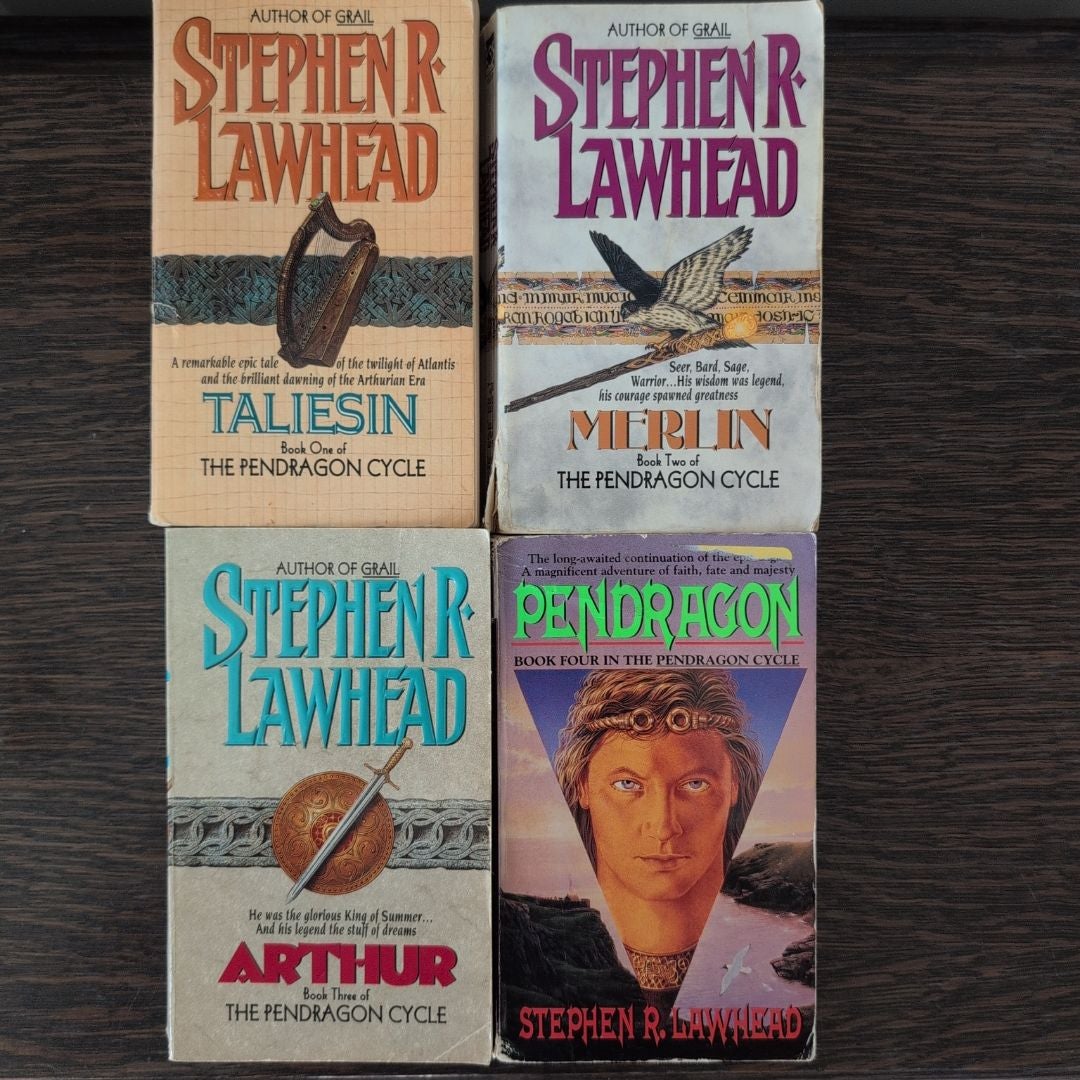 AUTHOR OF GRAIL
STEPHEN R.
LAWHEAD
A remarkable epic tale of the twilight of Atlantis
and the brilliant dawning of the Arthurian Era
TALIESIN
Book One of
THE PENDRAGON CYCLE
AUTHOR OF GRAIL
STEPHEN R.
LAWHEAD
Seer, Bard, Sage,
Warrior...His wisdom was legend,
his courage spawned greatness
MERLIN
Book Two of
THE PENDRAGON CYCLE
AUTHOR OF GRAIL
STEPHEN R.
LAWHEAD
He was the glorious King of Summer...
And his legend the stuff of dreams
ARTHUR
Book Three of
THE PENDRAGON CYCLE
The long-awaited continuation of the
A magnificent adventure of faith, fate and majesty
PENDRAGON
BOOK FOUR IN THE PENDRAGON CYCLE
STEPHEN R. LAWHEAD